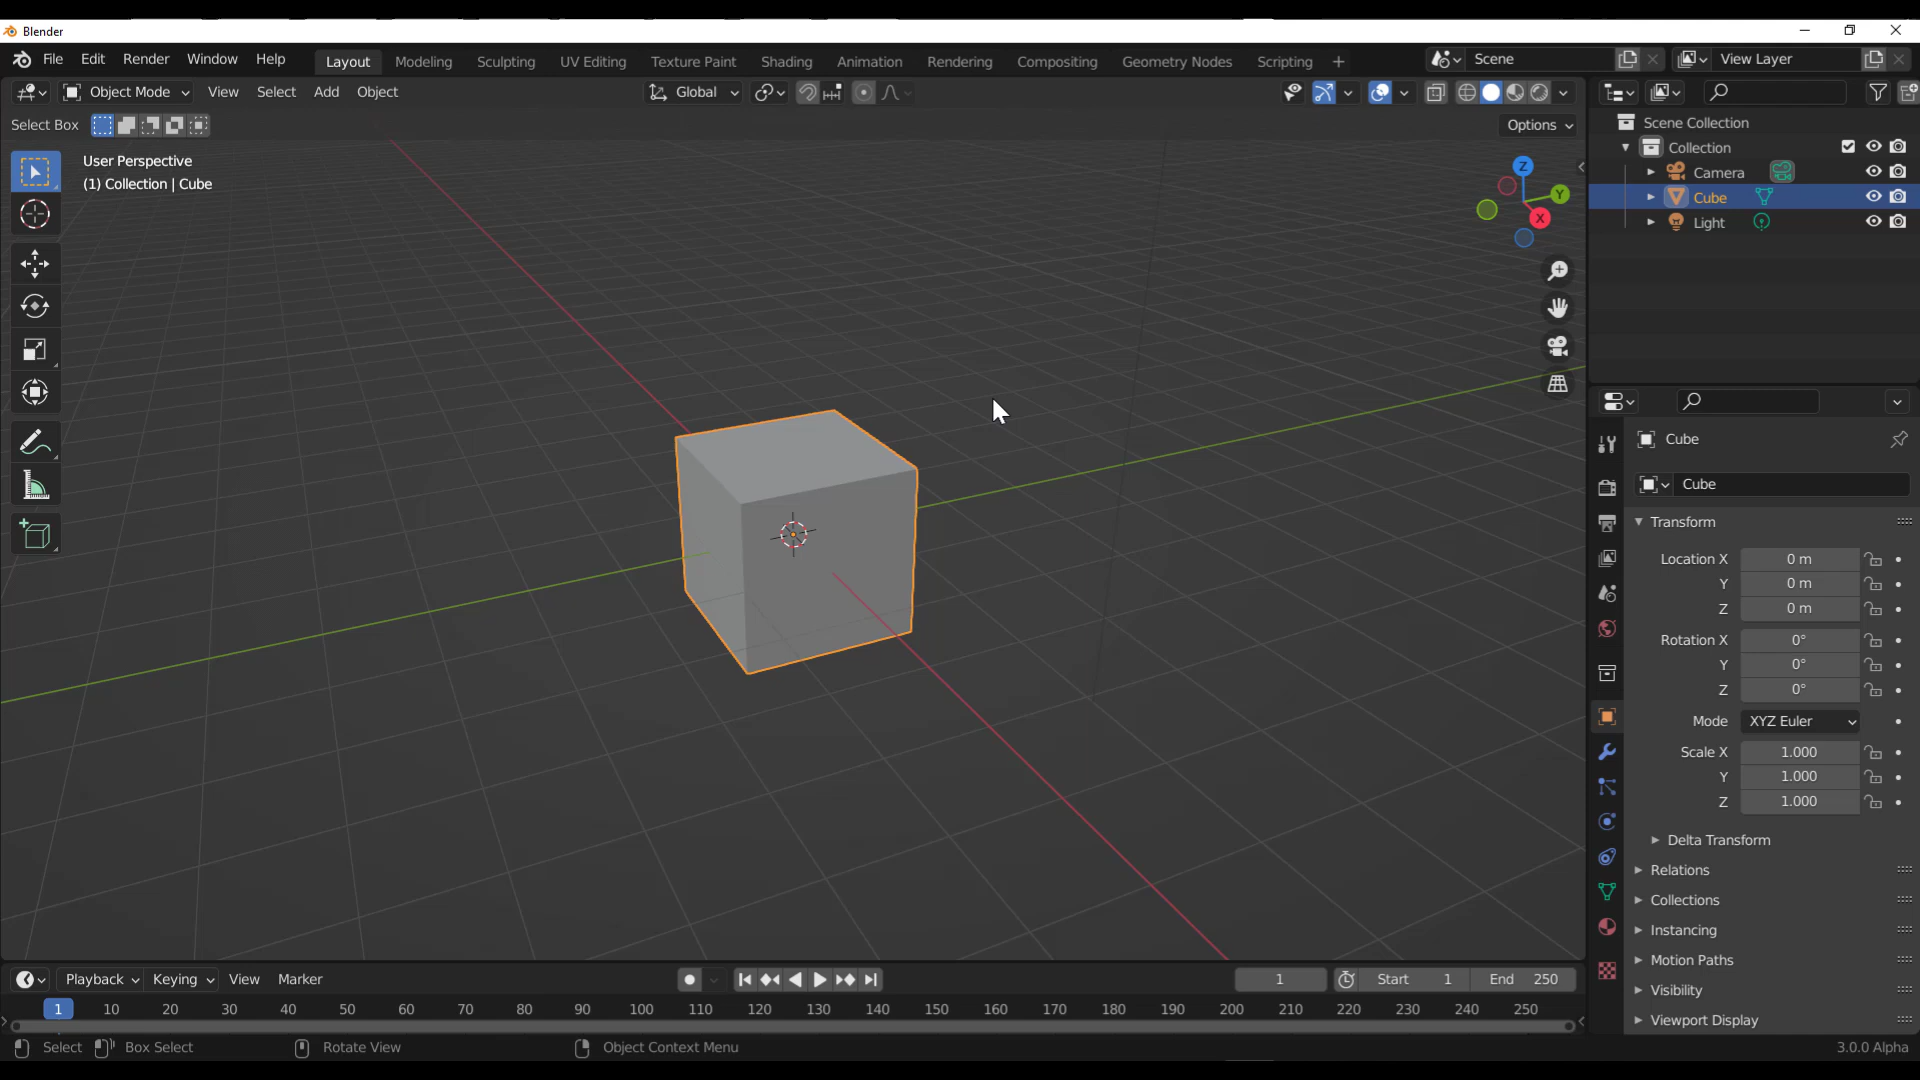 Blender
File Edit Render Window Help Layout Modeling Sculpting UV Editing Texture Paint Shading Animation Rendering Compositing Geometry Nodes Scripting + Scene View Layer
Object Mode View Select Add Object Global
Select Box Options
User Perspective
(1) Collection | Cube
Z
Y
X
Scene Collection
Collection
Camera
Cube
Light
Cube
Cube
Transform
Location X 0 m
Y 0 m
Z 0 m
Rotation X 0°
Y 0°
Z 0°
Mode XYZ Euler
Scale X 1.000
Y 1.000
Z 1.000
Delta Transform
Relations
Collections
Instancing
Motion Paths
Visibility
Viewport Display
Playback Keying View Marker 1 Start 1 End 250
1 10 20 30 40 50 60 70 80 90 100 110 120 130 140 150 160 170 180 190 200 210 220 230 240 250
Select Box Select Rotate View Object Context Menu 3.0.0 Alpha